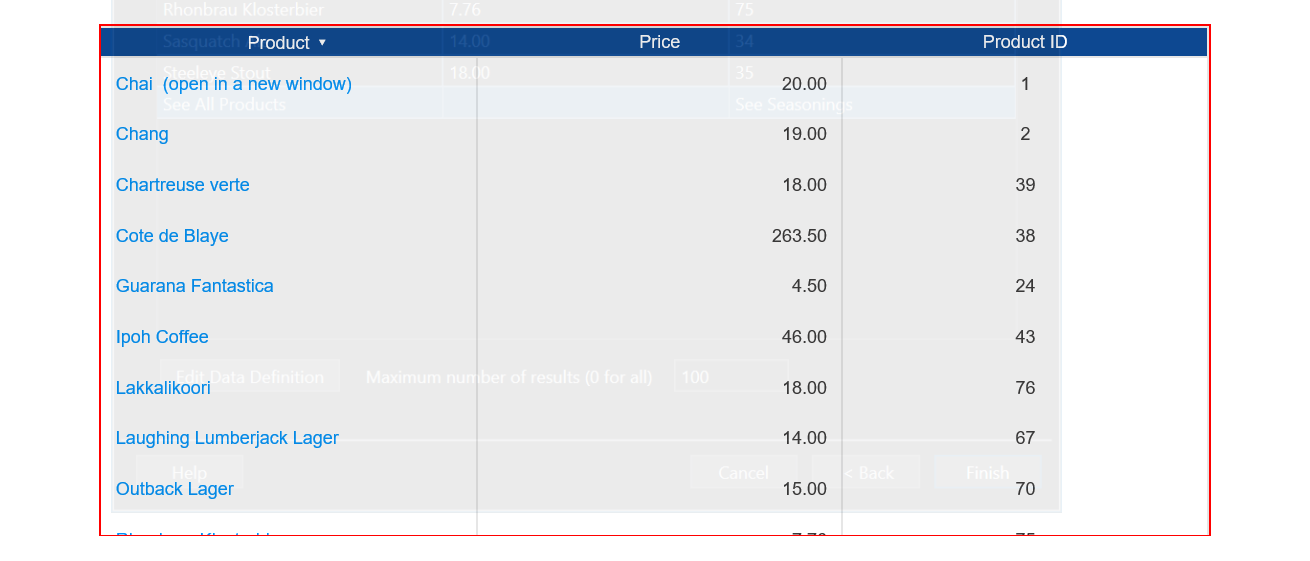 Rhonbrau Klosterbier 7.76 75
Product ▼ Price Product ID
Sasquatch 14.00 34
Steeleye Stout 18.00 35
Chai (open in a new window) 20.00 1
See All Products See Seasonings
Chang 19.00 2
Chartreuse verte 18.00 39
Cote de Blaye 263.50 38
Guarana Fantastica 4.50 24
Ipoh Coffee 46.00 43
Edit Data Definition Maximum number of results (0 for all) 100
Lakkalikoori 18.00 76
Laughing Lumberjack Lager 14.00 67
Help Cancel < Back Finish
Outback Lager 15.00 70